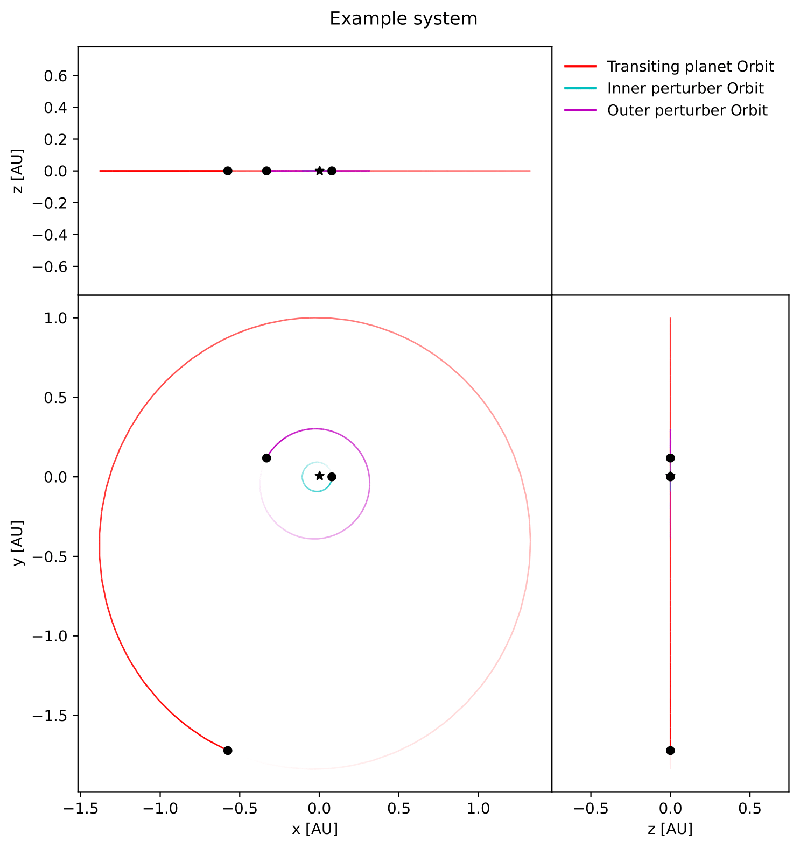 Example system
Transiting planet Orbit
Inner perturber Orbit
Outer perturber Orbit
z [AU]
0.6
0.4
0.2
0.0
−0.2
−0.4
−0.6
y [AU]
1.0
0.5
0.0
−0.5
−1.0
−1.5
−1.5 −1.0 −0.5 0.0 0.5 1.0
x [AU]
−0.5 0.0 0.5
z [AU]